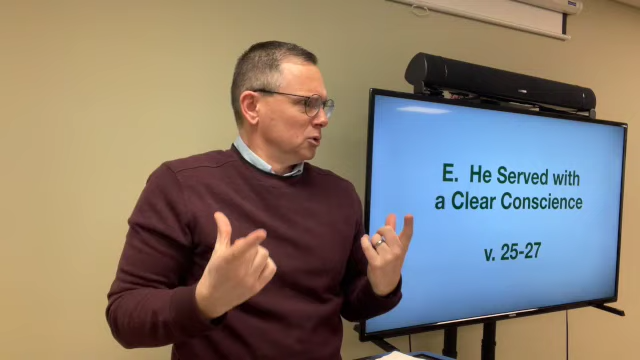 E. He Served with
a Clear Conscience
v. 25-27